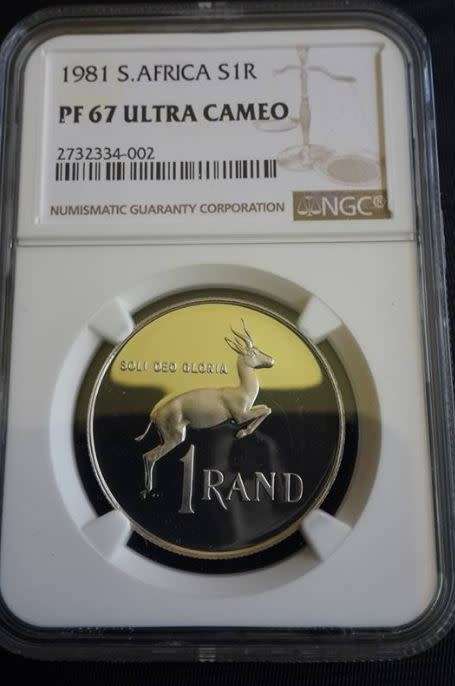 1981 S.AFRICA S1R
PF 67 ULTRA CAMEO
2732334-002
NUMISMATIC GUARANTY CORPORATION
NGC®
SOLI DEO GLORIA
1 RAND